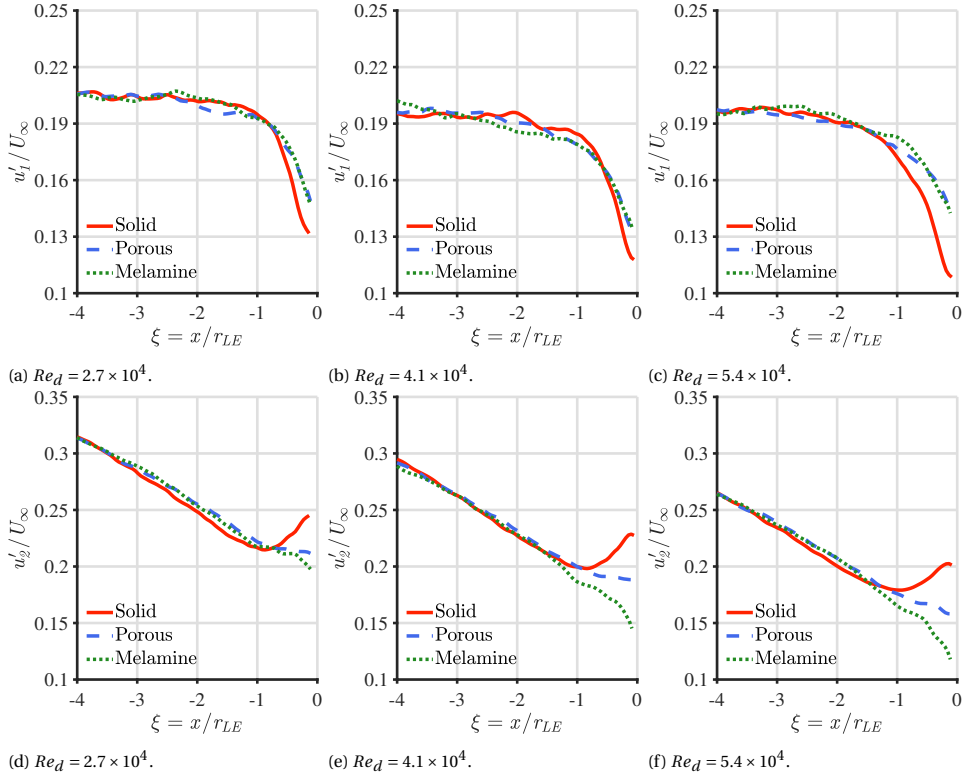 0.25
0.22
0.19
0.16
0.13
0.1
u′1/U∞
Solid
Porous
Melamine
-4 -3 -2 -1 0
ξ = x/rLE
(a) Red = 2.7 × 10⁴.
0.25
0.22
0.19
0.16
0.13
0.1
u′1/U∞
Solid
Porous
Melamine
-4 -3 -2 -1 0
ξ = x/rLE
(b) Red = 4.1 × 10⁴.
0.25
0.22
0.19
0.16
0.13
0.1
u′1/U∞
Solid
Porous
Melamine
-4 -3 -2 -1 0
ξ = x/rLE
(c) Red = 5.4 × 10⁴.
0.35
0.3
0.25
0.2
0.15
0.1
u′2/U∞
Solid
Porous
Melamine
-4 -3 -2 -1 0
ξ = x/rLE
(d) Red = 2.7 × 10⁴.
0.35
0.3
0.25
0.2
0.15
0.1
u′2/U∞
Solid
Porous
Melamine
-4 -3 -2 -1 0
ξ = x/rLE
(e) Red = 4.1 × 10⁴.
0.35
0.3
0.25
0.2
0.15
0.1
u′2/U∞
Solid
Porous
Melamine
-4 -3 -2 -1 0
ξ = x/rLE
(f) Red = 5.4 × 10⁴.